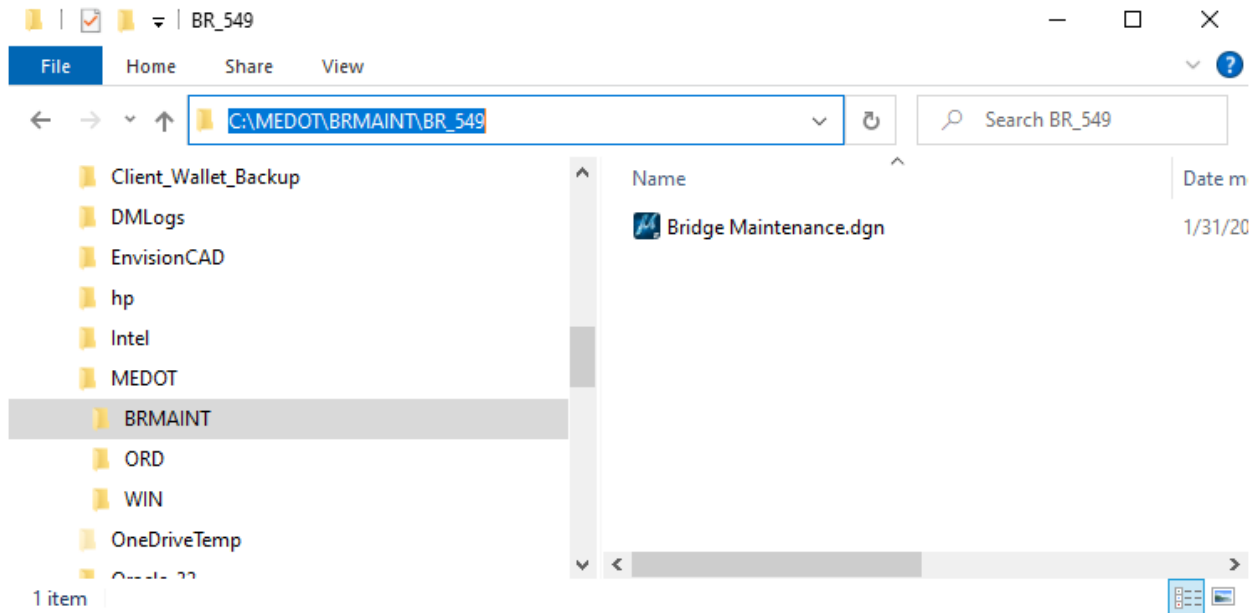 BR_549
File Home Share View
C:\MEDOT\BRMAINT\BR_549
Search BR_549
Client_Wallet_Backup
DMLogs
EnvisionCAD
hp
Intel
MEDOT
BRMAINT
ORD
WIN
OneDriveTemp
Name Date m
Bridge Maintenance.dgn 1/31/20
1 item